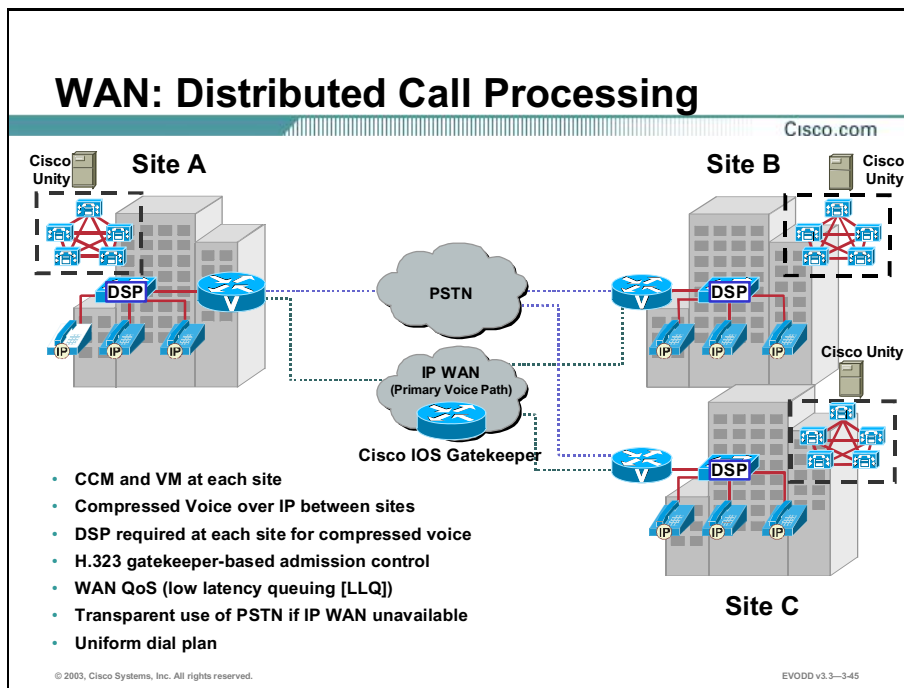 WAN: Distributed Call Processing
Cisco.com
Cisco
Unity
Site A
Site B
Cisco
Unity
DSP
V
IP
IP
IP
PSTN
V
DSP
IP
IP
IP
IP WAN
(Primary Voice Path)
Cisco IOS Gatekeeper
Cisco Unity
V
DSP
IP
IP
IP
Site C
• CCM and VM at each site
• Compressed Voice over IP between sites
• DSP required at each site for compressed voice
• H.323 gatekeeper-based admission control
• WAN QoS (low latency queuing [LLQ])
• Transparent use of PSTN if IP WAN unavailable
• Uniform dial plan
© 2003, Cisco Systems, Inc. All rights reserved.
EVODD v3.3—3-45